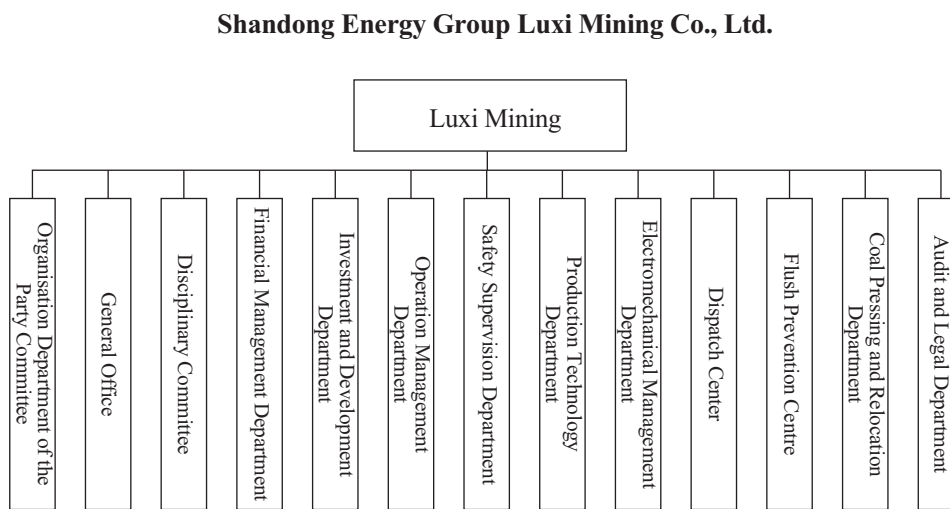 Shandong Energy Group Luxi Mining Co., Ltd.
Luxi Mining
Organisation Department of the
Party Committee
General Office
Disciplinary Committee
Financial Management Department
Investment and Development
Department
Operation Management
Department
Safety Supervision Department
Production Technology
Department
Electromechanical Management
Department
Dispatch Center
Flush Prevention Centre
Coal Pressing and Relocation
Department
Audit and Legal Department